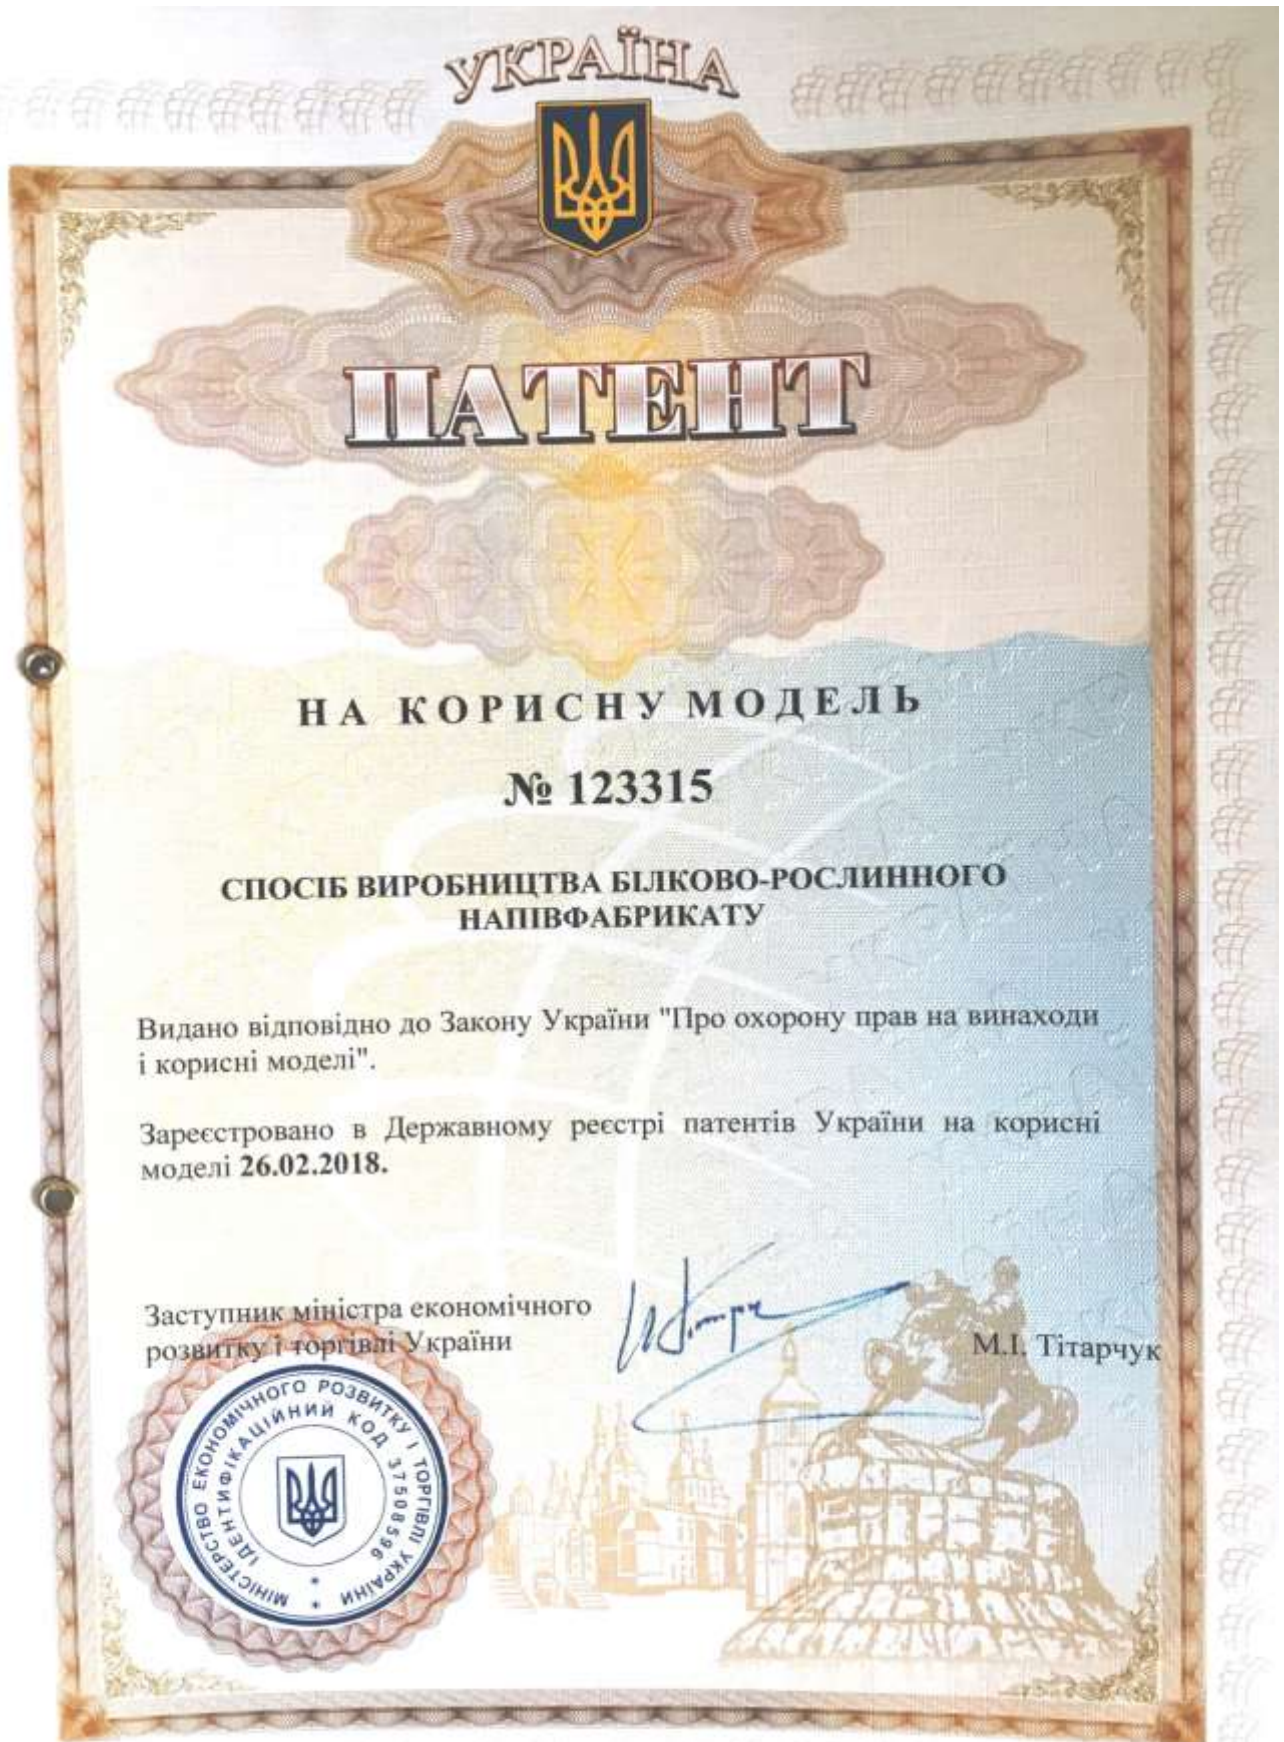 УКРАЇНА
ПАТЕНТ
НА КОРИСНУ МОДЕЛЬ
№ 123315
СПОСІБ ВИРОБНИЦТВА БІЛКОВО-РОСЛИННОГО
НАПІВФАБРИКАТУ
Видано відповідно до Закону України "Про охорону прав на винаходи
і корисні моделі".
Зареєстровано в Державному реєстрі патентів України на корисні
моделі 26.02.2018.
Заступник міністра економічного
розвитку і торгівлі України
М.І. Тітарчук
МІНІСТЕРСТВО ЕКОНОМІЧНОГО РОЗВИТКУ І ТОРГІВЛІ УКРАЇНИ *
ІДЕНТИФІКАЦІЙНИЙ КОД 37508596 *